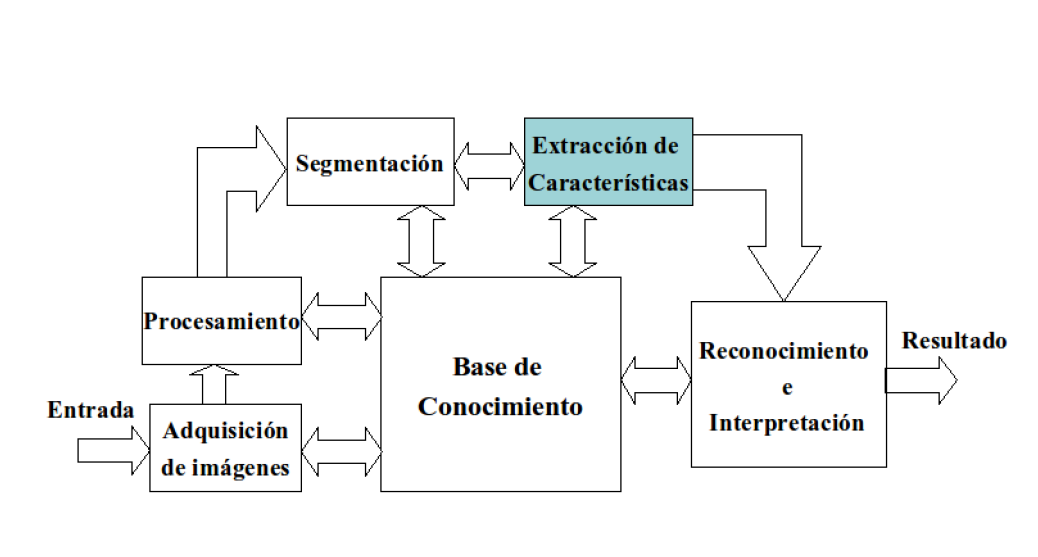 Segmentación
Extracción de
Características
Procesamiento
Base de
Conocimiento
Reconocimiento
e
Interpretación
Resultado
Entrada
Adquisición
de imágenes